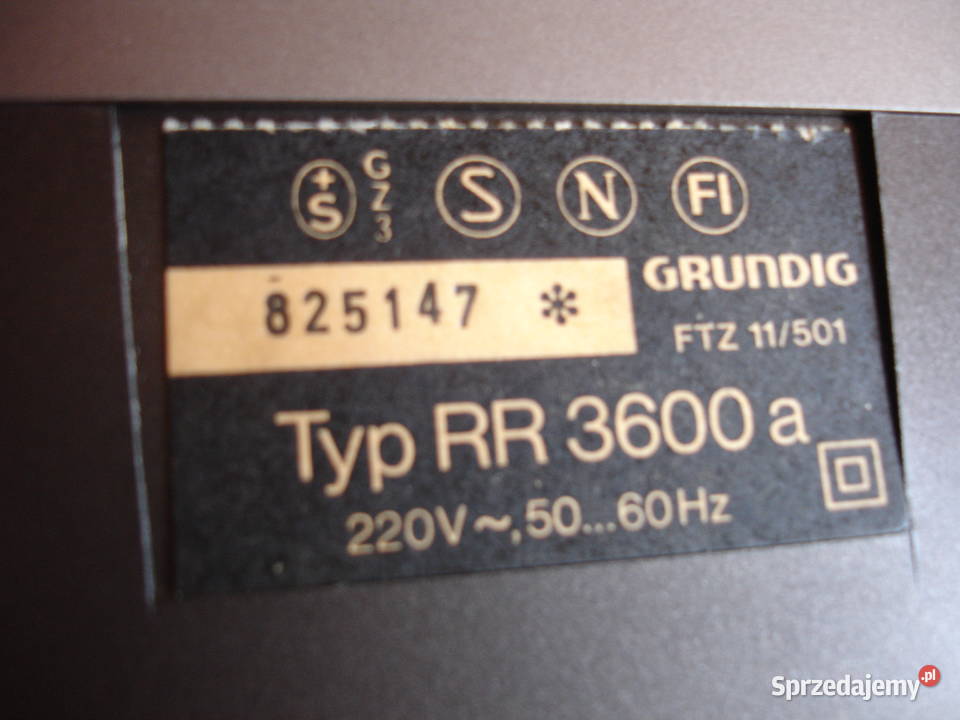 +S GZ3 S N FI
GRUNDIG
825147 *
FTZ 11/501
Typ RR 3600 a
220V ~, 50...60Hz
Sprzedajemy.pl